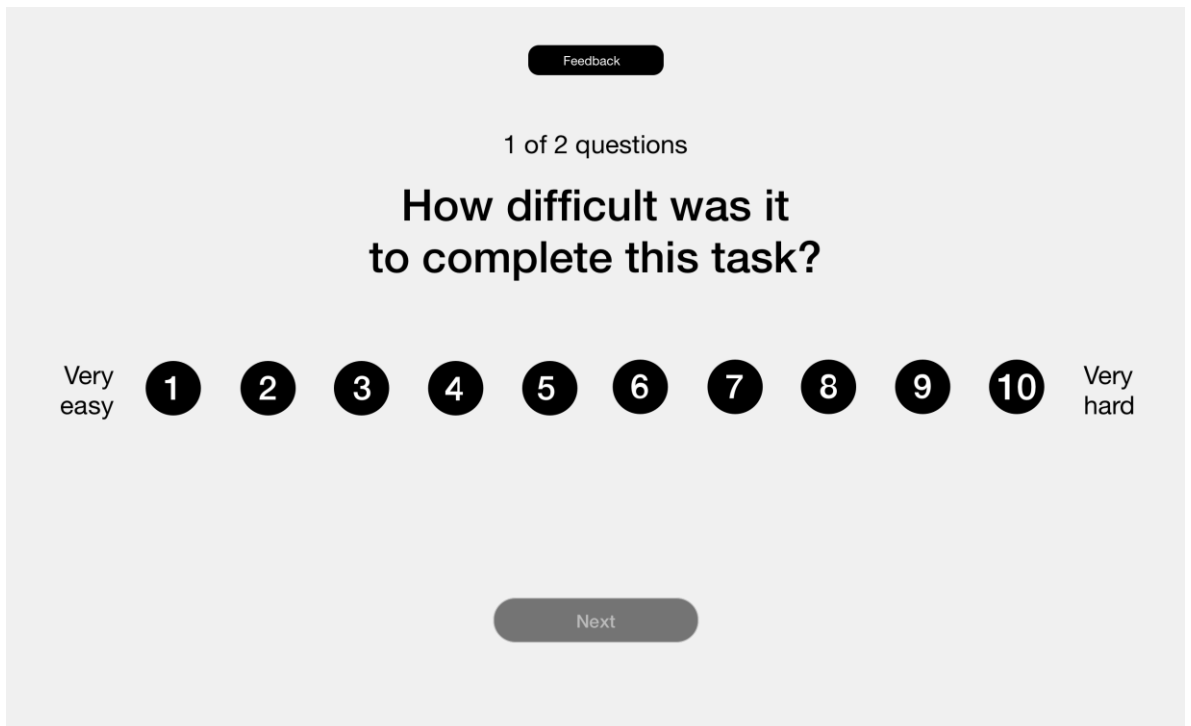 Feedback
1 of 2 questions
How difficult was it
to complete this task?
Very
easy
1 2 3 4 5 6 7 8 9 10
Very
hard
Next